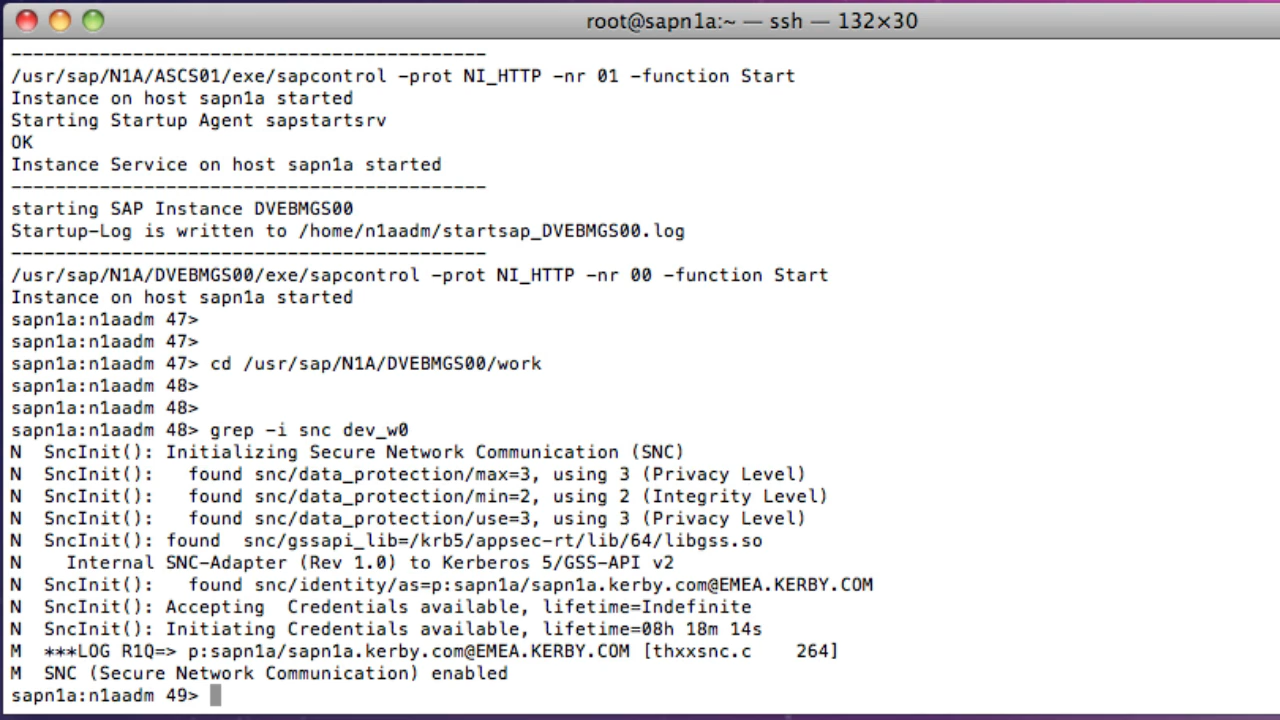 root@sapn1a:~ — ssh — 132×30
--------------------------------------------
/usr/sap/N1A/ASCS01/exe/sapcontrol -prot NI_HTTP -nr 01 -function Start
Instance on host sapn1a started
Starting Startup Agent sapstartsrv
OK
Instance Service on host sapn1a started
--------------------------------------------
starting SAP Instance DVEBMGS00
Startup-Log is written to /home/n1aadm/startsap_DVEBMGS00.log
--------------------------------------------
/usr/sap/N1A/DVEBMGS00/exe/sapcontrol -prot NI_HTTP -nr 00 -function Start
Instance on host sapn1a started
sapn1a:n1aadm 47>
sapn1a:n1aadm 47>
sapn1a:n1aadm 47> cd /usr/sap/N1A/DVEBMGS00/work
sapn1a:n1aadm 48>
sapn1a:n1aadm 48>
sapn1a:n1aadm 48> grep -i snc dev_w0
N  SncInit(): Initializing Secure Network Communication (SNC)
N  SncInit():   found snc/data_protection/max=3, using 3 (Privacy Level)
N  SncInit():   found snc/data_protection/min=2, using 2 (Integrity Level)
N  SncInit():   found snc/data_protection/use=3, using 3 (Privacy Level)
N  SncInit(): found  snc/gssapi_lib=/krb5/appsec-rt/lib/64/libgss.so
N    Internal SNC-Adapter (Rev 1.0) to Kerberos 5/GSS-API v2
N  SncInit():   found snc/identity/as=p:sapn1a/sapn1a.kerby.com@EMEA.KERBY.COM
N  SncInit(): Accepting  Credentials available, lifetime=Indefinite
N  SncInit(): Initiating Credentials available, lifetime=08h 18m 14s
M  ***LOG R1Q=> p:sapn1a/sapn1a.kerby.com@EMEA.KERBY.COM [thxxsnc.c    264]
M  SNC (Secure Network Communication) enabled
sapn1a:n1aadm 49>